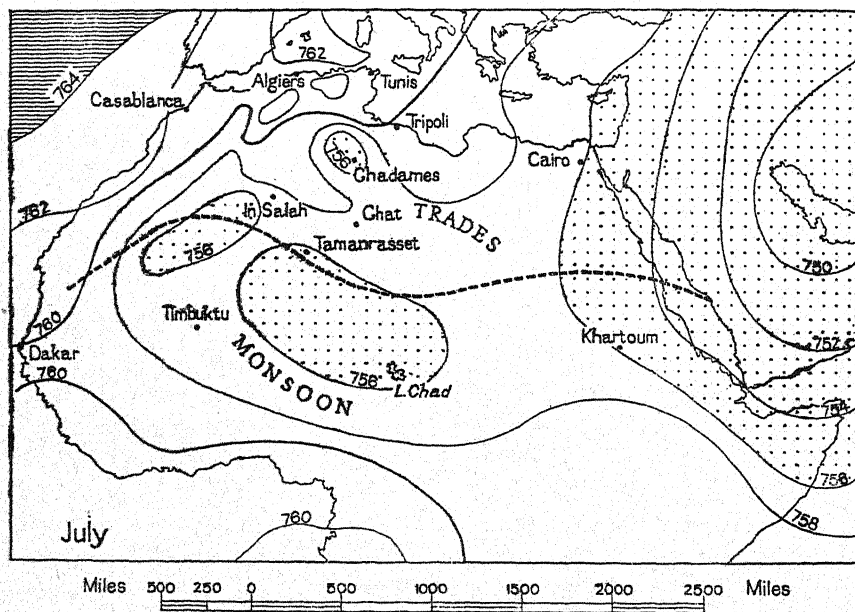 762
764
Algiers
Tunis
Casablanca
Tripoli
756
Ghadames
Cairo
762
In Salah
Ghat
TRADES
756
Tamanrasset
750
760
Timbuktu
Khartoum
752
Dakar
760
MONSOON
756
L. Chad
754
756
758
760
July
Miles 500 250 0 500 1000 1500 2000 2500 Miles